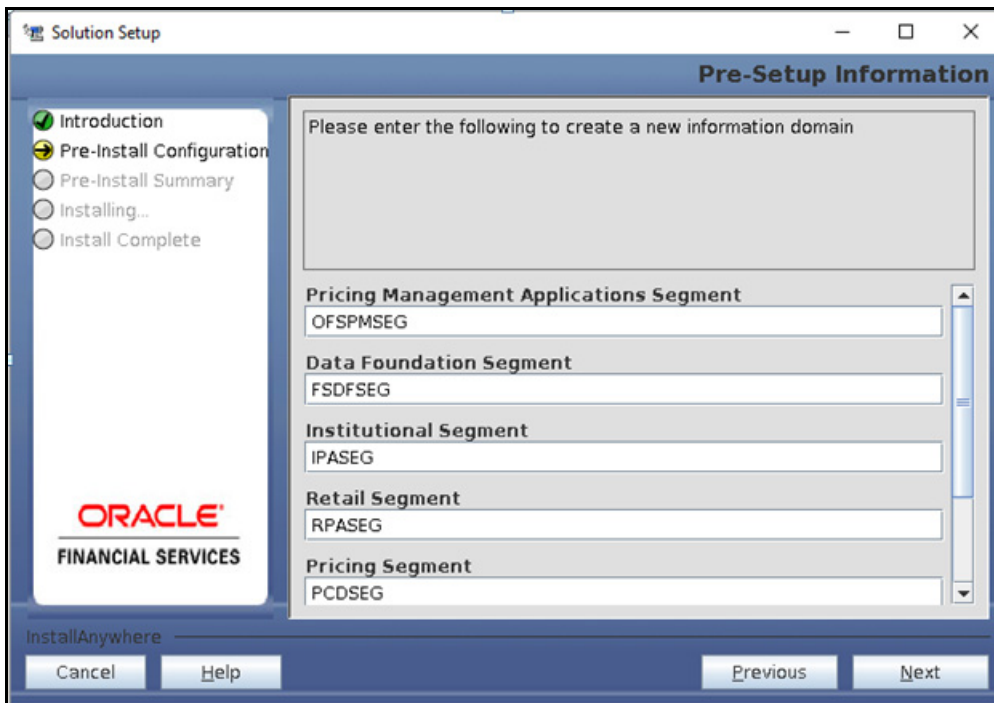 Solution Setup
Pre-Setup Information
Introduction
Pre-Install Configuration
Pre-Install Summary
Installing...
Install Complete
ORACLE®
FINANCIAL SERVICES
Please enter the following to create a new information domain
Pricing Management Applications Segment
OFSPMSEG
Data Foundation Segment
FSDFSEG
Institutional Segment
IPASEG
Retail Segment
RPASEG
Pricing Segment
PCDSEG
InstallAnywhere
Cancel
Help
Previous
Next